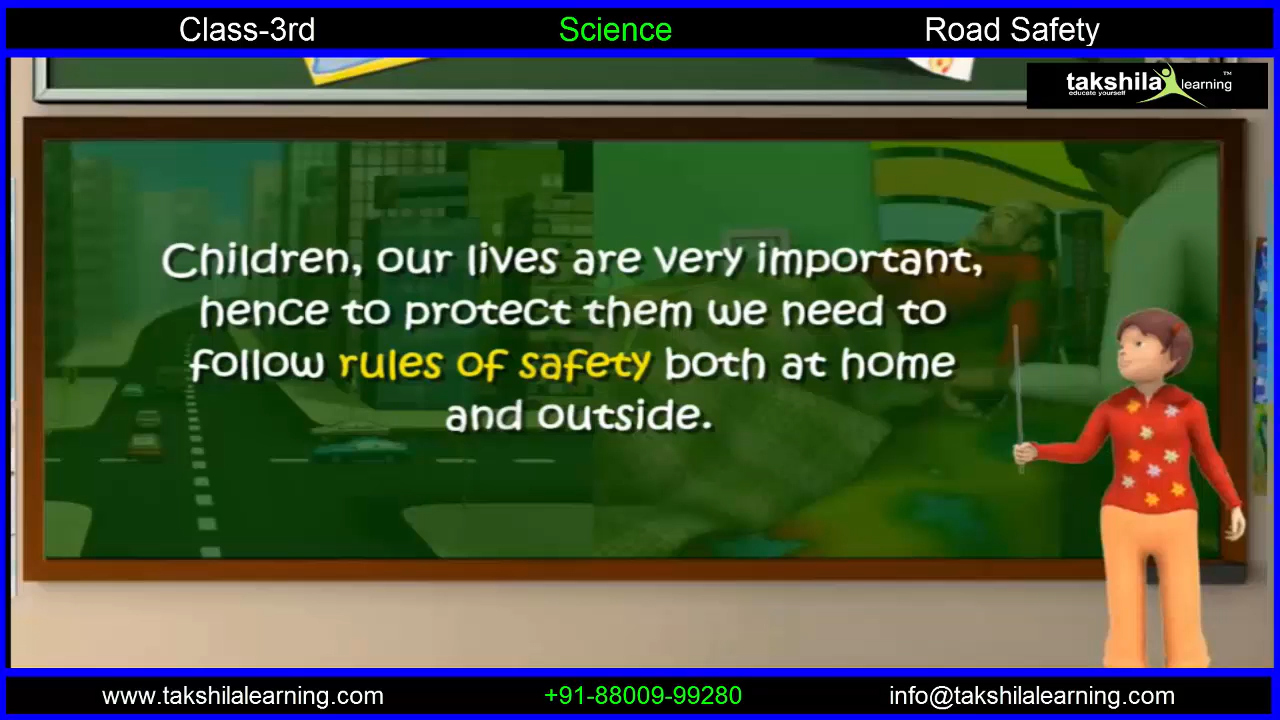 Class-3rd Science Road Safety
takshila learning™
educate yourself
Children, our lives are very important,
hence to protect them we need to
follow rules of safety both at home
and outside.
www.takshilalearning.com +91-88009-99280 info@takshilalearning.com